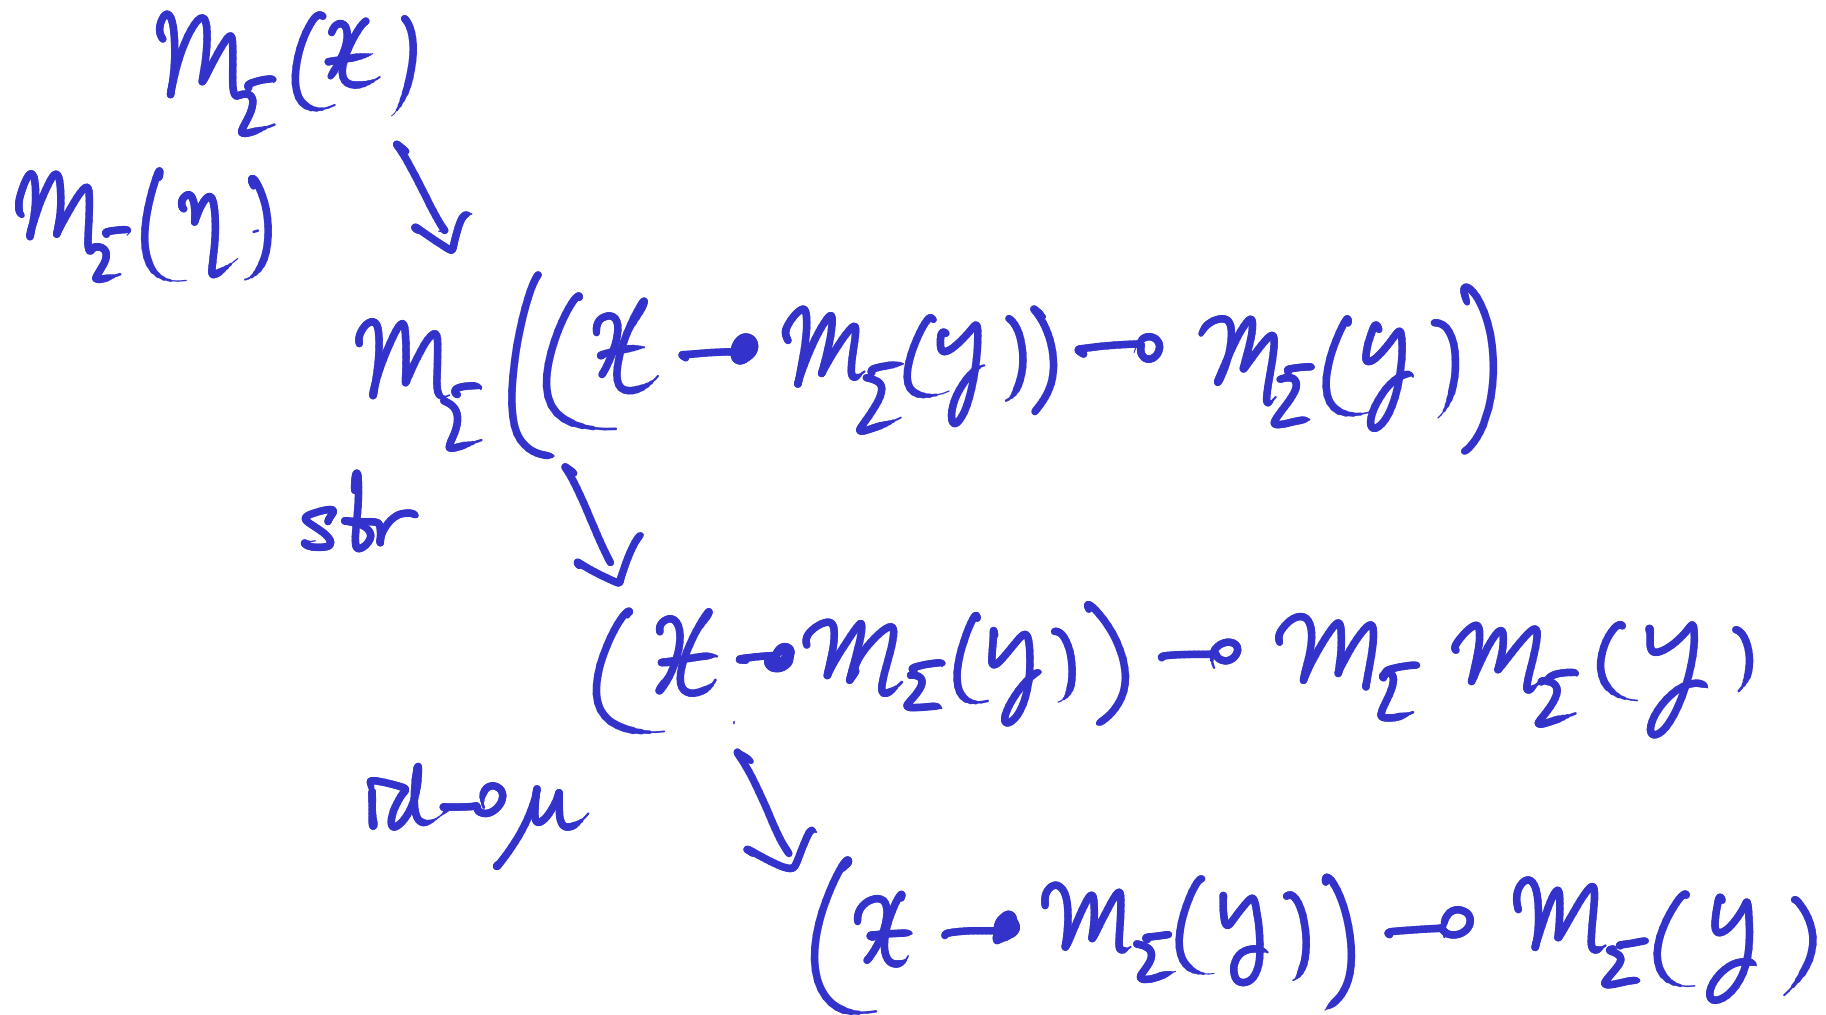 𝓜_Σ(𝓧)
𝓜_Σ(η)
𝓜_Σ((𝓧 ⊸● 𝓜_Σ(𝒴)) ⊸ 𝓜_Σ(𝒴))
str
(𝓧 ⊸● 𝓜_Σ(𝒴)) ⊸ 𝓜_Σ 𝓜_Σ(𝒴)
id ⊸ μ
(𝓧 ⊸● 𝓜_Σ(𝒴)) ⊸ 𝓜_Σ(𝒴)